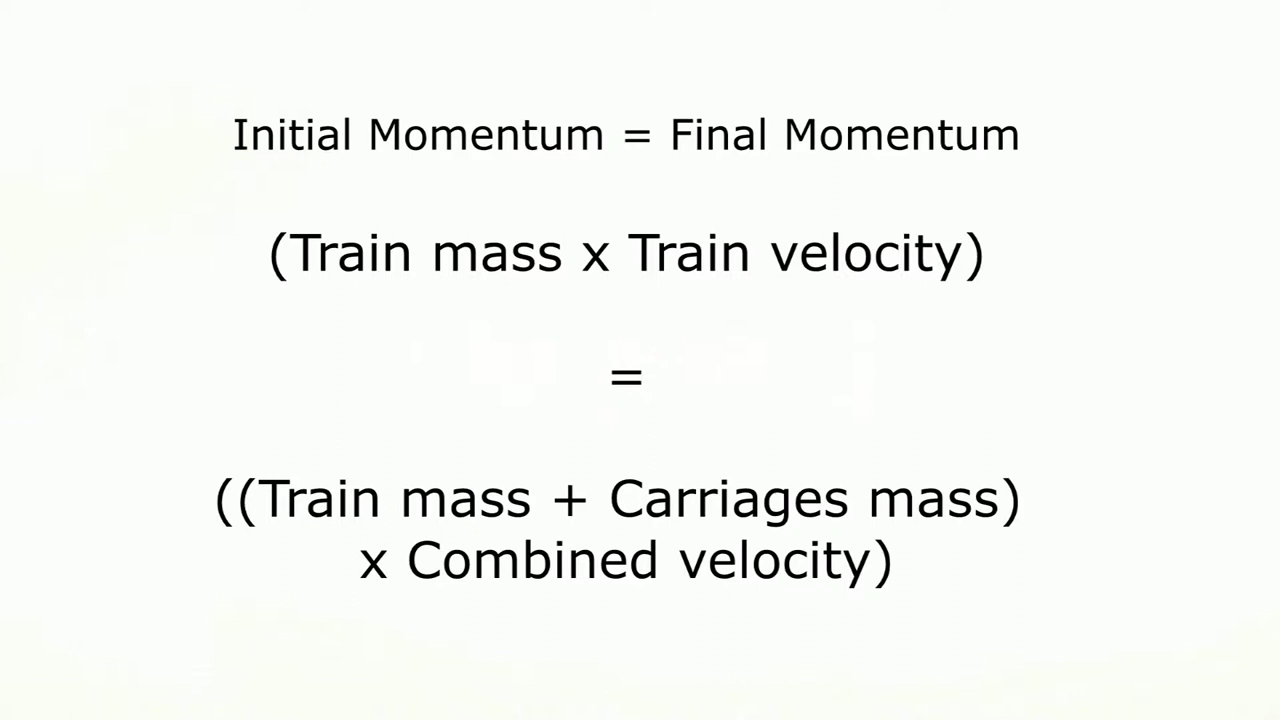 Initial Momentum = Final Momentum
(Train mass x Train velocity)
=
((Train mass + Carriages mass)
x Combined velocity)